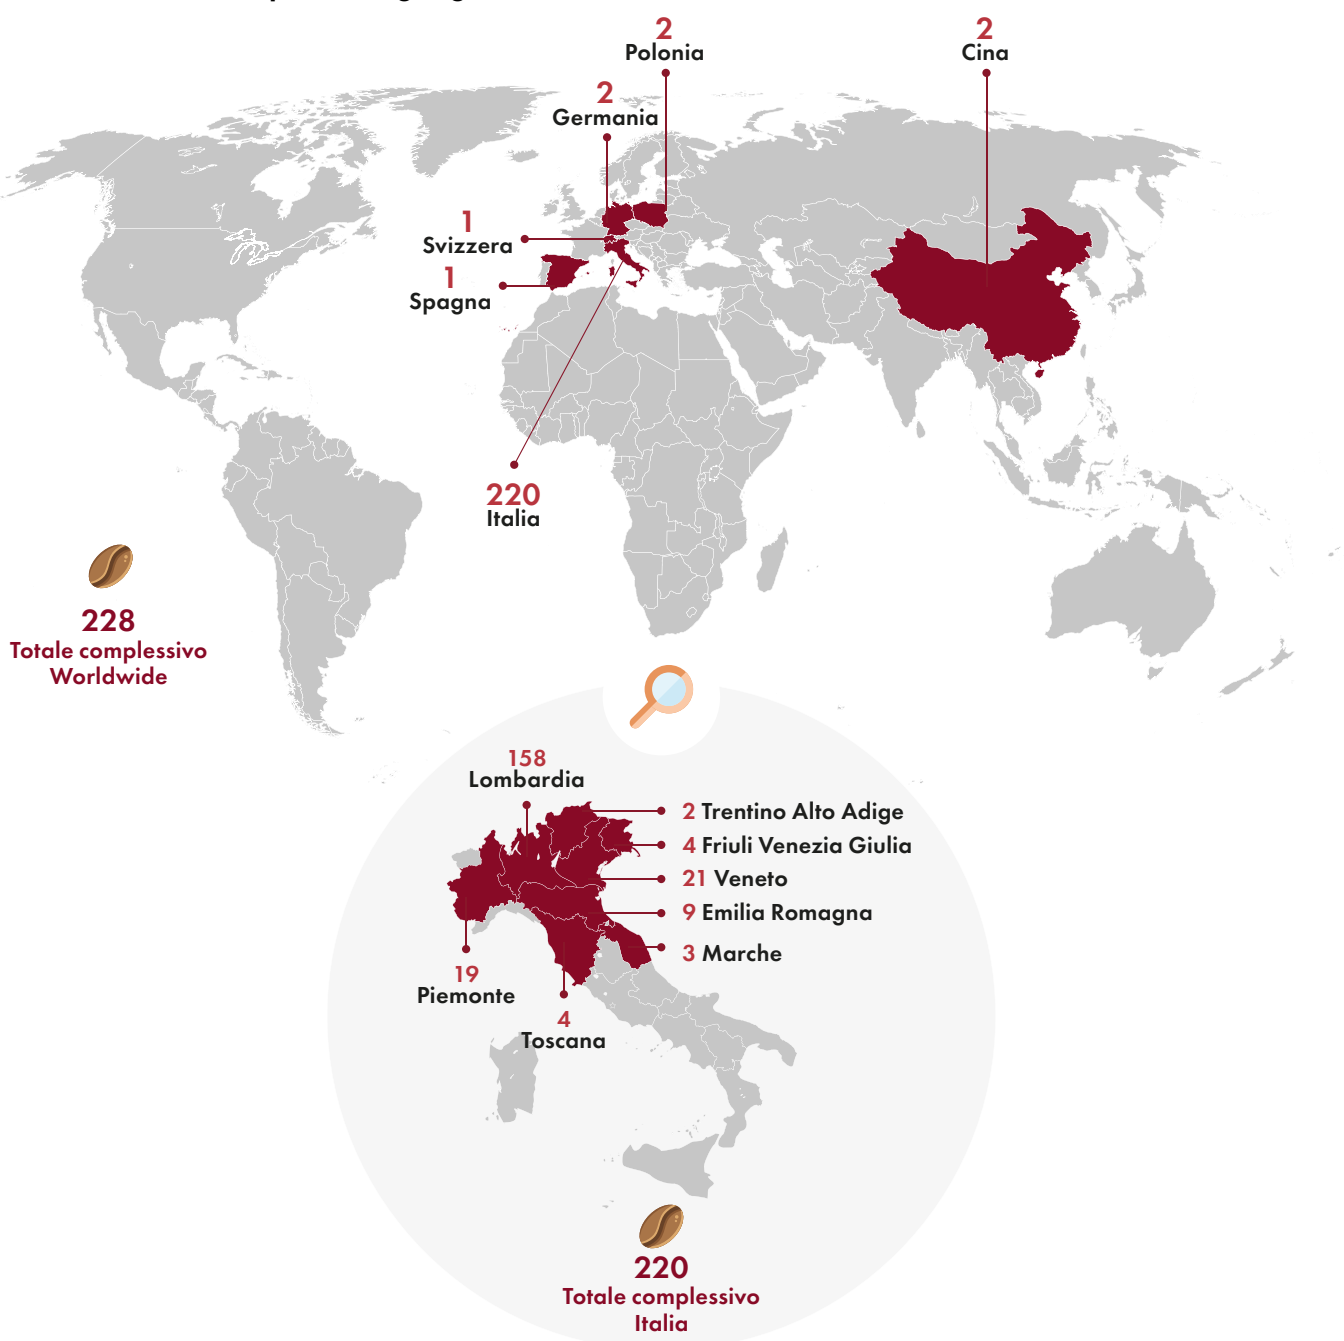 2
Polonia
2
Cina
2
Germania
1
Svizzera
1
Spagna
220
Italia
228
Totale complessivo
Worldwide
158
Lombardia
2 Trentino Alto Adige
4 Friuli Venezia Giulia
21 Veneto
9 Emilia Romagna
3 Marche
19
Piemonte
4
Toscana
220
Totale complessivo
Italia